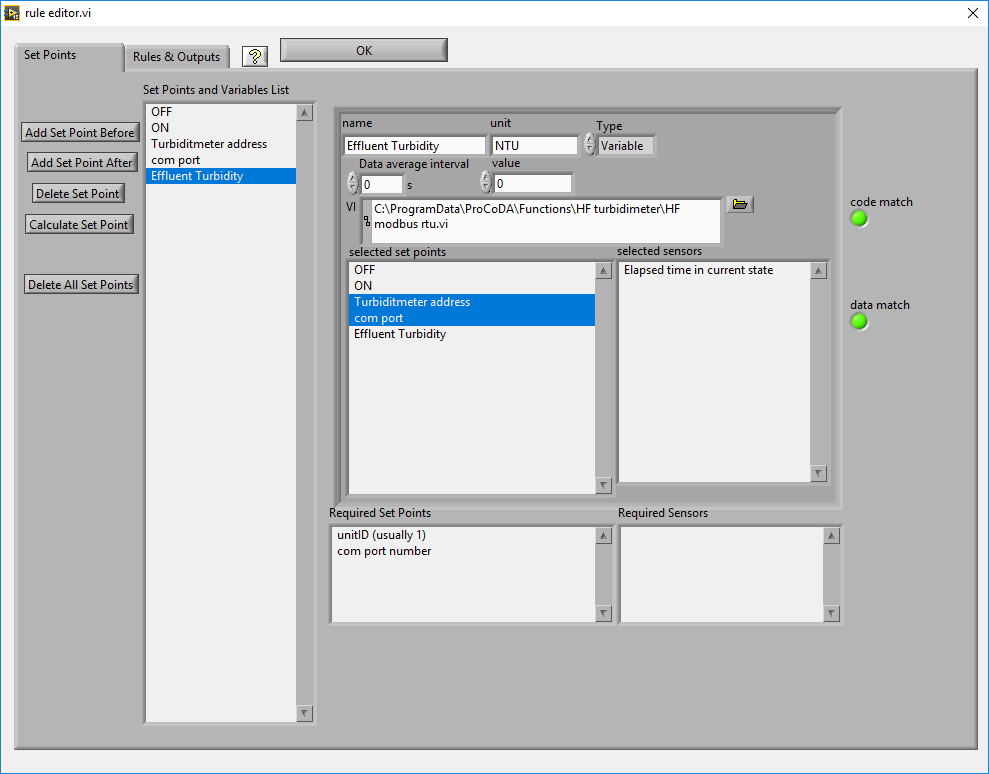 rule editor.vi
Set Points
Rules & Outputs
?
OK
Set Points and Variables List
OFF
ON
Turbiditmeter address
com port
Effluent Turbidity
Add Set Point Before
Add Set Point After
Delete Set Point
Calculate Set Point
Delete All Set Points
name
unit
Type
Effluent Turbidity
NTU
Variable
Data average interval
value
0
s
0
VI
C:\ProgramData\ProCoDA\Functions\HF turbidimeter\HF
modbus rtu.vi
selected set points
selected sensors
OFF
ON
Turbiditmeter address
com port
Effluent Turbidity
Elapsed time in current state
code match
data match
Required Set Points
Required Sensors
unitID (usually 1)
com port number